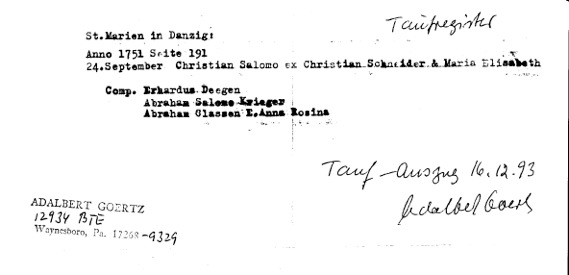 Taufregister
St.Marien in Danzig:
Anno 1751 Seite 191
24.September Christian Salomo ex Christian Schneider & Maria Elisabeth
Comp. Erhardus Deegen
Abraham Salomo Krieger
Abraham Glassen E.Anna Rosina
Tauf-Auszug 16.12.93
Adalbert Goertz
ADALBERT GOERTZ
12934 BTE
Waynesboro, Pa. 17268-9329